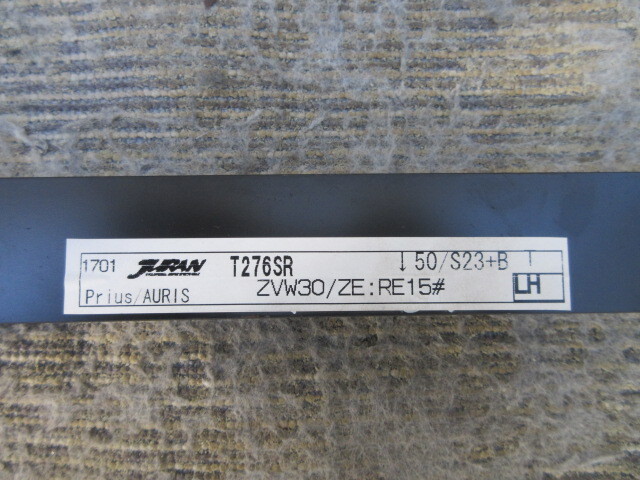 1701 JURAN T276SR ↓50/S23+B T
Prius/AURIS ZVW30/ZE:RE15# LH